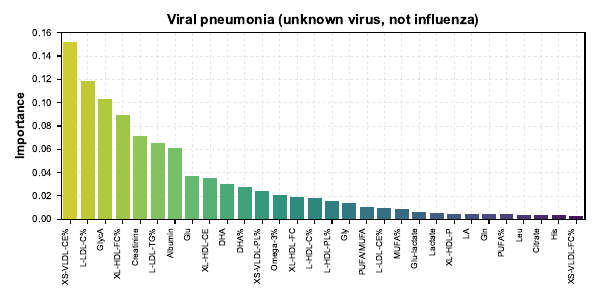 Viral pneumonia (unknown virus, not influenza)
Importance
0.16
0.14
0.12
0.10
0.08
0.06
0.04
0.02
0.00
XS-VLDL-CE%
L-LDL-C%
GlycA
XL-HDL-FC%
Creatinine
L-LDL-TG%
Albumin
Glu
XL-HDL-CE
DHA
DHA%
XS-VLDL-PL%
Omega-3%
XL-HDL-FC
L-HDL-C%
L-HDL-PL%
Gly
PUFA/MUFA
L-LDL-CE%
MUFA%
Glu-lactate
Lactate
XL-HDL-P
LA
Gln
PUFA%
Leu
Citrate
His
XS-VLDL-FC%